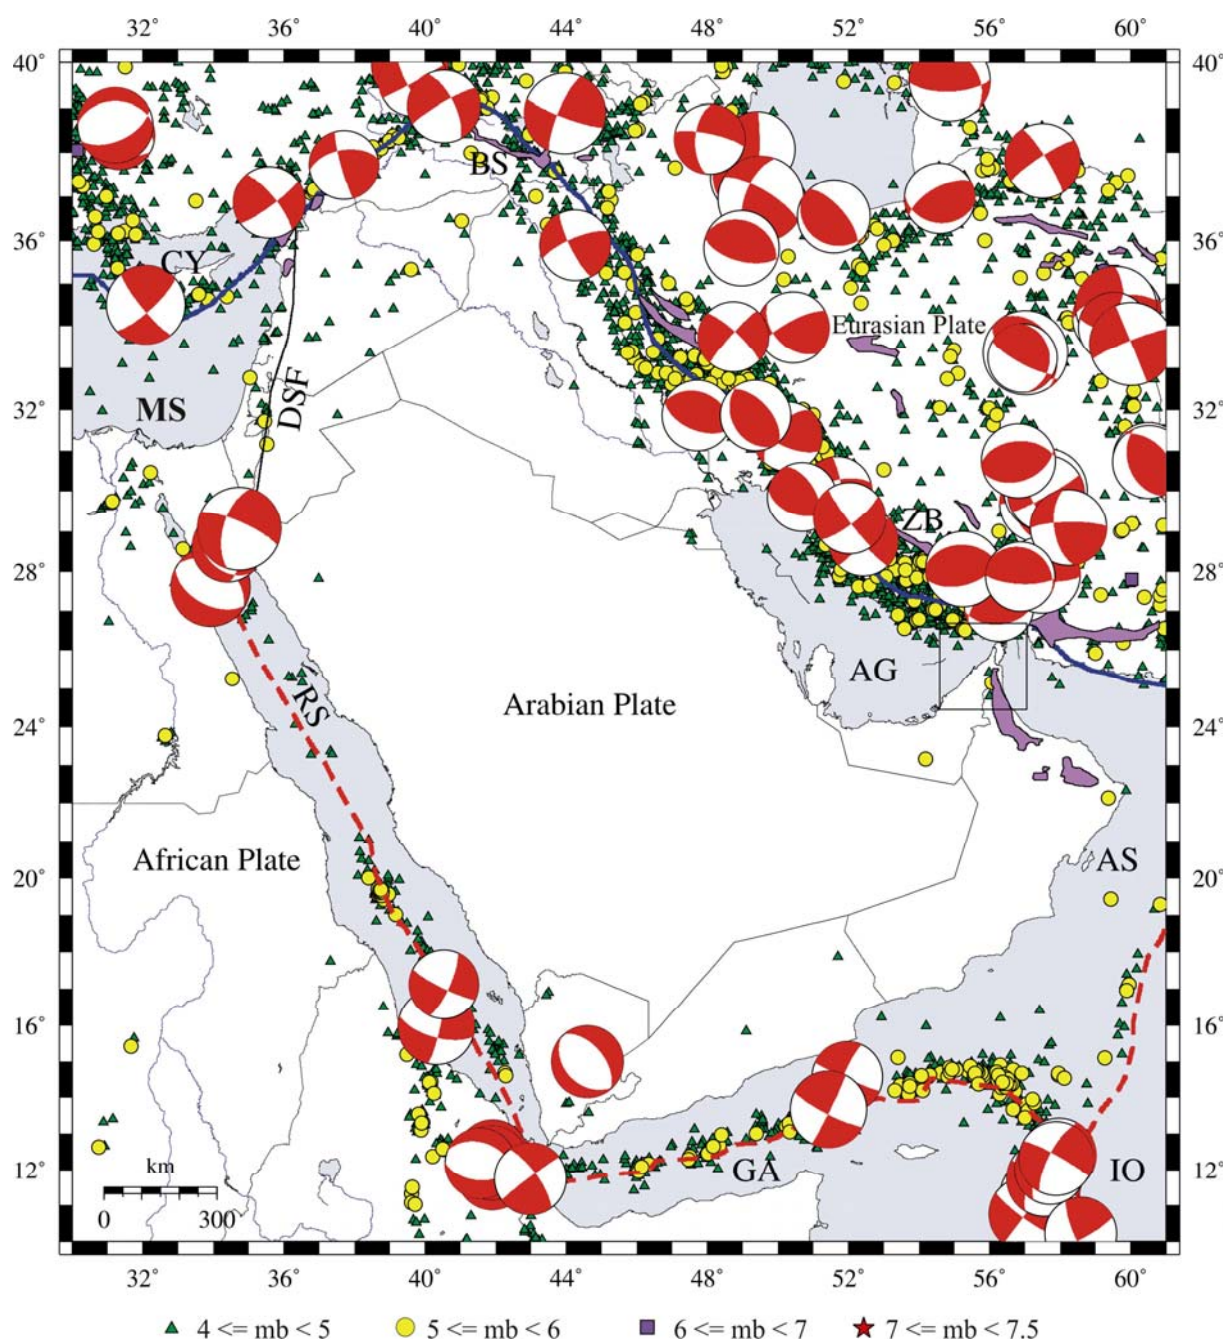 32° 36° 40° 44° 48° 52° 56° 60°
40° 40°
BS
36° 36°
CY
Eurasian Plate
32° MS DSF 32°
ZB
28° 28°
AG
RS Arabian Plate
24° 24°
African Plate AS
20° 20°
16° 16°
km
12° GA IO 12°
0 300
32° 36° 40° 44° 48° 52° 56° 60°
4 <= mb < 5 5 <= mb < 6 6 <= mb < 7 7 <= mb < 7.5